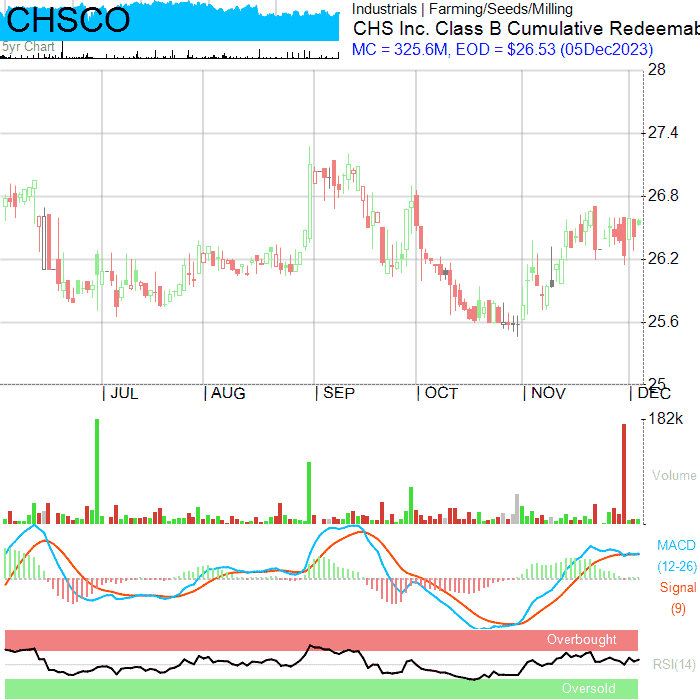 CHSCO
5yr Chart
Industrials | Farming/Seeds/Milling
CHS Inc. Class B Cumulative Redeemab
MC = 325.6M, EOD = $26.53 (05Dec2023)
28
27.4
26.8
26.2
25.6
25
| JUL | AUG | SEP | OCT | NOV | DEC
182k
Volume
MACD
(12-26)
Signal
(9)
Overbought
RSI(14)
Oversold